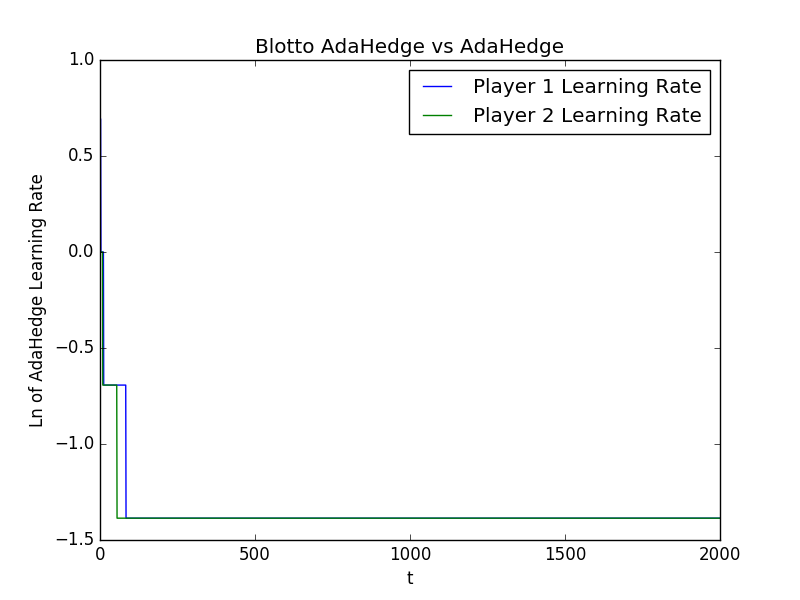 Blotto AdaHedge vs AdaHedge
Player 1 Learning Rate
Player 2 Learning Rate
Ln of AdaHedge Learning Rate
1.0
0.5
0.0
−0.5
−1.0
−1.5
0 500 1000 1500 2000
t